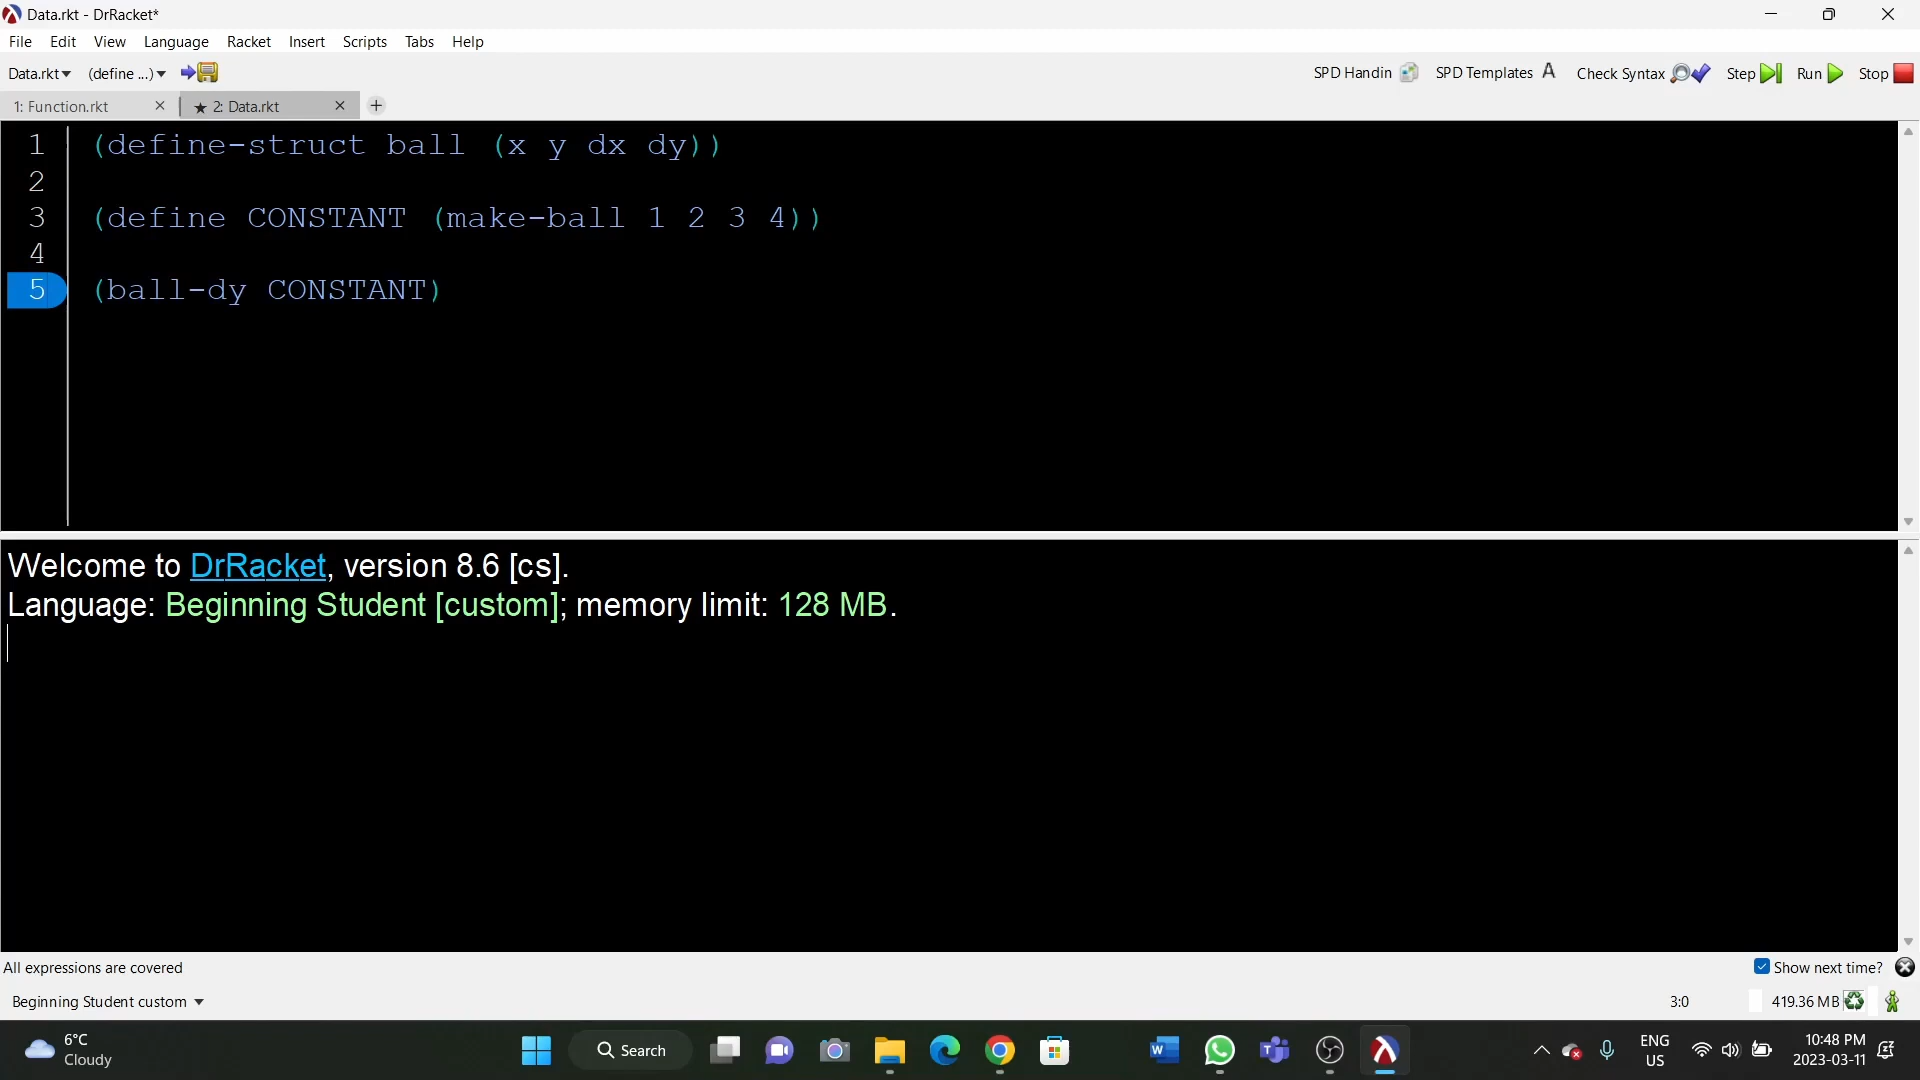 Data.rkt - DrRacket*
File Edit View Language Racket Insert Scripts Tabs Help
Data.rkt (define ...) SPD Handin SPD Templates A Check Syntax Step Run Stop
1: Function.rkt 2: Data.rkt
1 (define-struct ball (x y dx dy))
2
3 (define CONSTANT (make-ball 1 2 3 4))
4
5 (ball-dy CONSTANT)
Welcome to DrRacket, version 8.6 [cs].
Language: Beginning Student [custom]; memory limit: 128 MB.
All expressions are covered Show next time?
Beginning Student custom 3:0 419.36 MB
6°C
Cloudy
Search
ENG
US
10:48 PM
2023-03-11